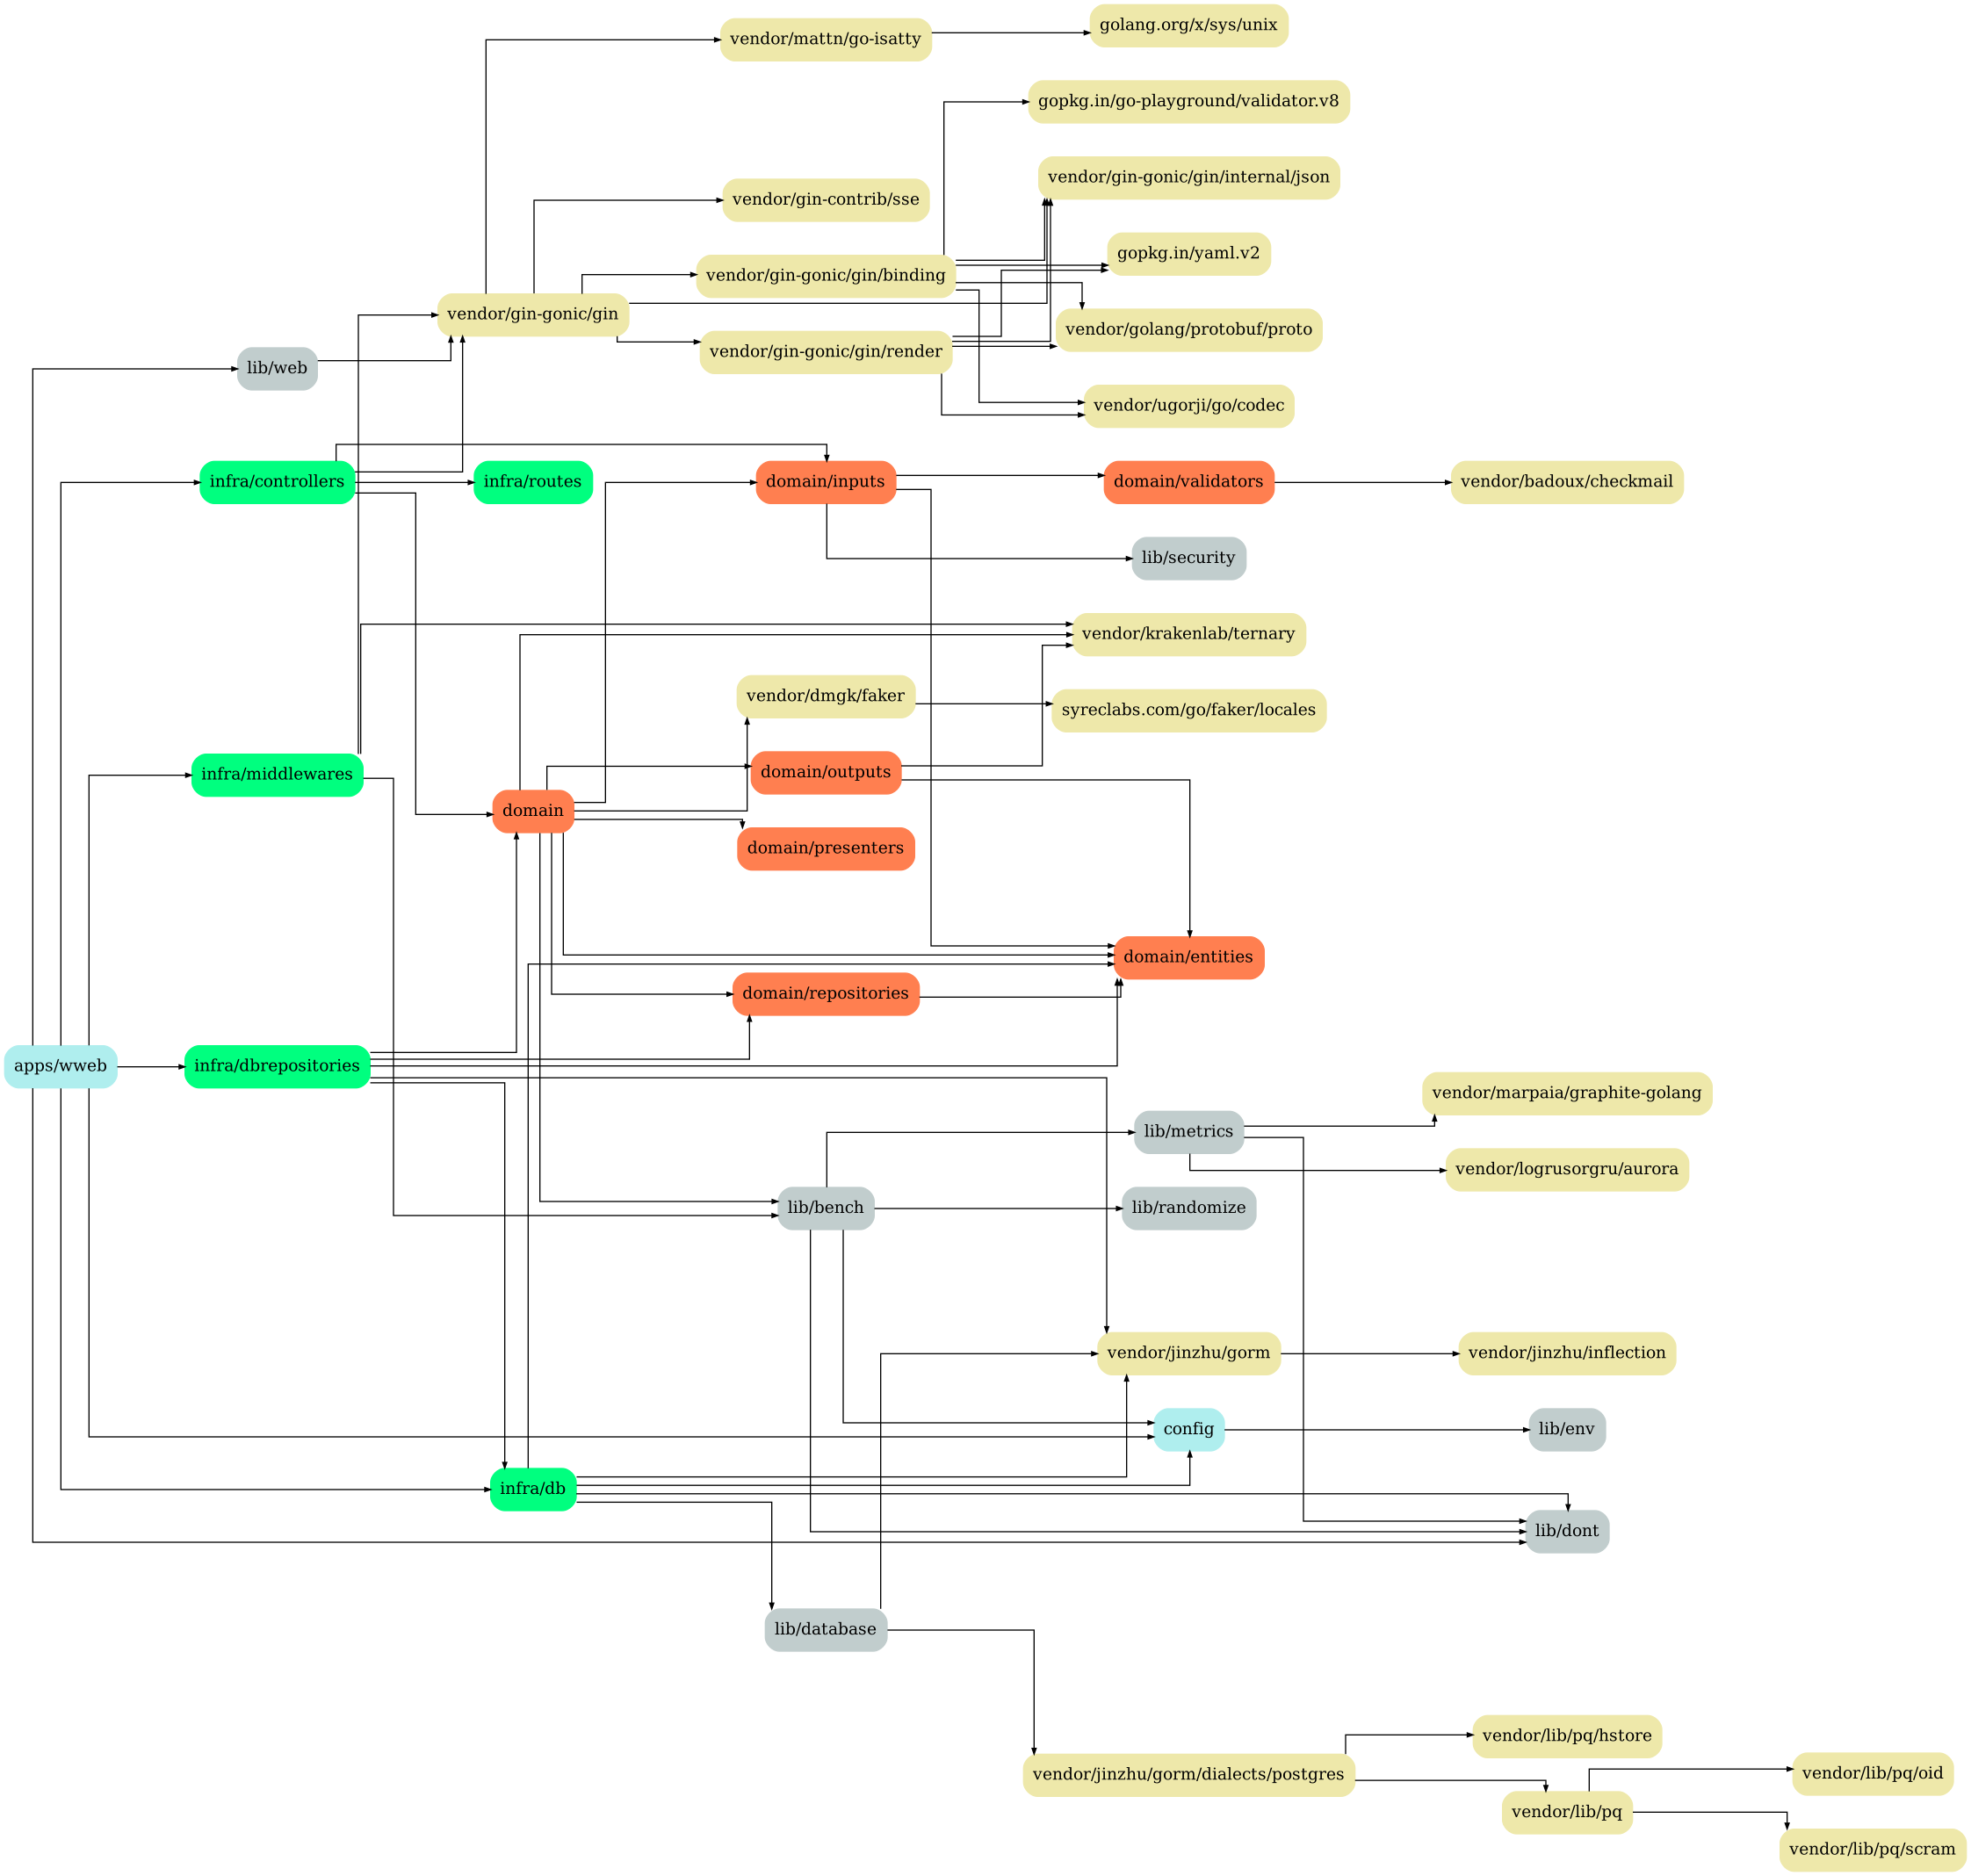 golang.org/x/sys/unix
vendor/mattn/go-isatty
gopkg.in/go-playground/validator.v8
vendor/gin-gonic/gin/internal/json
vendor/gin-contrib/sse
gopkg.in/yaml.v2
vendor/gin-gonic/gin/binding
vendor/gin-gonic/gin
vendor/golang/protobuf/proto
vendor/gin-gonic/gin/render
lib/web
vendor/ugorji/go/codec
infra/controllers
infra/routes
domain/inputs
domain/validators
vendor/badoux/checkmail
lib/security
vendor/krakenlab/ternary
vendor/dmgk/faker
syreclabs.com/go/faker/locales
infra/middlewares
domain/outputs
domain
domain/presenters
domain/entities
domain/repositories
apps/wweb
infra/dbrepositories
vendor/marpaia/graphite-golang
lib/metrics
vendor/logrusorgru/aurora
lib/bench
lib/randomize
vendor/jinzhu/gorm
vendor/jinzhu/inflection
config
lib/env
infra/db
lib/dont
lib/database
vendor/lib/pq/hstore
vendor/jinzhu/gorm/dialects/postgres
vendor/lib/pq/oid
vendor/lib/pq
vendor/lib/pq/scram